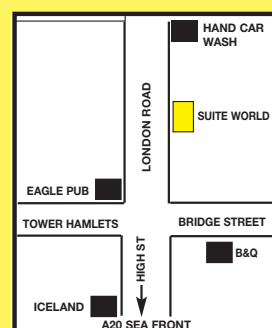 HAND CAR
WASH
LONDON ROAD
SUITE WORLD
EAGLE PUB
TOWER HAMLETS
BRIDGE STREET
HIGH ST
B&Q
ICELAND
A20 SEA FRONT